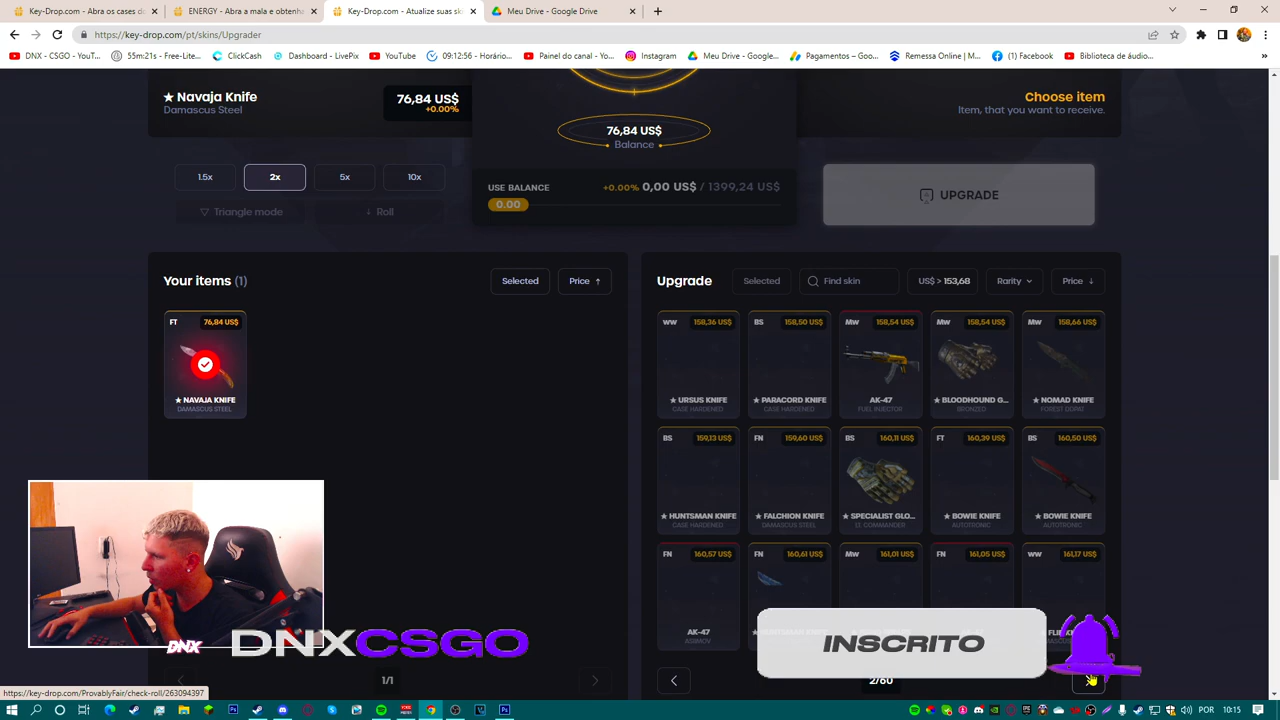 Key-Drop.com - Abra os cases do
ENERGY - Abra a mala e obtenha
Key-Drop.com - Atualize suas skin
Meu Drive - Google Drive
https://key-drop.com/pt/skins/Upgrader
DNX - CSGO - YouT...
55m21s - Free-Lite...
ClickCash
Dashboard - LivePix
YouTube
09:12:56 - Horário...
Painel do canal - Yo...
Instagram
Meu Drive - Google...
Pagamentos – Goo...
Remessa Online | M...
(1) Facebook
Biblioteca de áudio...
»
★ Navaja Knife
Damascus Steel
76,84 US$
+0.00%
Choose item
Item, that you want to receive.
76,84 US$
Balance
1.5x
2x
5x
10x
USE BALANCE
+0.00% 0,00 US$ / 1399,24 US$
0.00
UPGRADE
Triangle mode
Roll
Your items (1)
Selected
Price ↑
Upgrade
Selected
Find skin
US$ > 153,68
Rarity
Price ↓
FT 76,84 US$
★ NAVAJA KNIFE
DAMASCUS STEEL
WW 158,36 US$
★ URSUS KNIFE
CASE HARDENED
BS 158,50 US$
★ PARACORD KNIFE
CASE HARDENED
MW 158,54 US$
AK-47
FUEL INJECTOR
MW 158,54 US$
★ BLOODHOUND G...
BRONZED
MW 158,66 US$
★ NOMAD KNIFE
FOREST DDPAT
BS 159,13 US$
★ HUNTSMAN KNIFE
CASE HARDENED
FN 159,60 US$
★ FALCHION KNIFE
DAMASCUS STEEL
BS 160,11 US$
★ SPECIALIST GLO...
LT. COMMANDER
FT 160,39 US$
★ BOWIE KNIFE
AUTOTRONIC
BS 160,50 US$
★ BOWIE KNIFE
AUTOTRONIC
FN 160,57 US$
AK-47
ASIIMOV
FN 160,61 US$
MW 161,01 US$
FN 161,05 US$
WW 161,17 US$
INSCRITO
DNX
DNXCSGO
1/1
2/60
https://key-drop.com/ProvablyFair/check-roll/263094397
POR
10:15